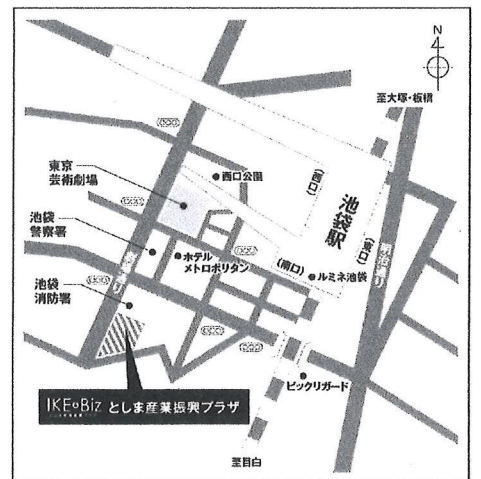 N
至大塚・板橋
東京
芸術劇場
西口公園
(西口)
池袋駅
(東口)
明治通り
池袋
警察署
ホテル
メトロポリタン
(南口)
ルミネ池袋
池袋
消防署
IKE・Biz としま産業振興プラザ
ビックリガード
至目白